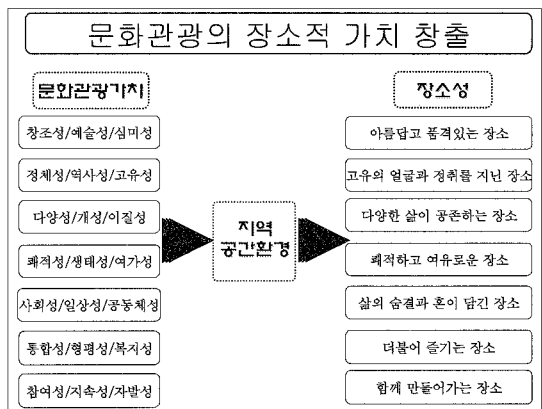 문화관광의 장소적 가치 창출
문화관광가치
창조성/예술성/심미성
정체성/역사성/고유성
다양성/개성/이질성
쾌적성/생태성/여가성
사회성/일상성/공동체성
통합성/형평성/복지성
참여성/지속성/자발성
지역
공간환경
장소성
아름답고 품격있는 장소
고유의 얼굴과 정취를 지닌 장소
다양한 삶이 공존하는 장소
쾌적하고 여유로운 장소
삶의 숨결과 혼이 담긴 장소
더불어 즐기는 장소
함께 만들어가는 장소